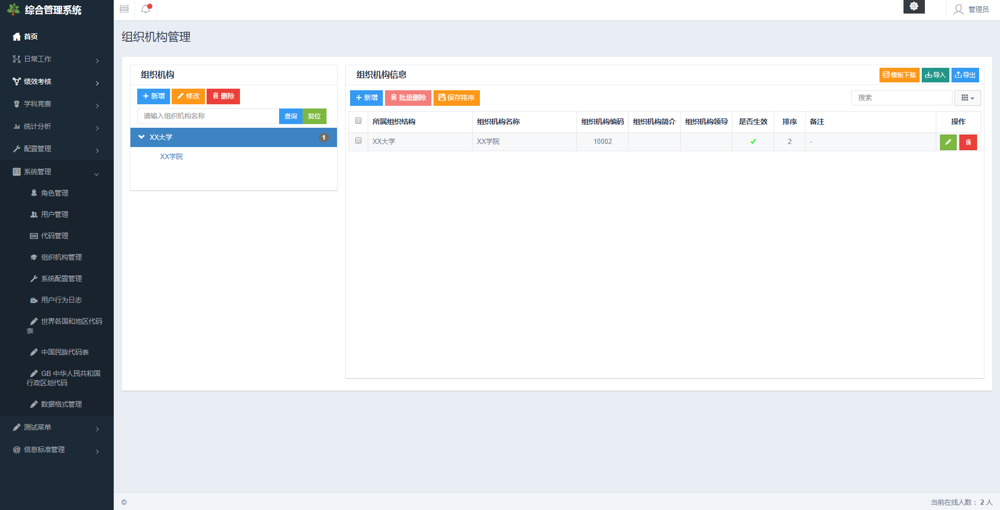 综合管理系统
管理员
首页
日常工作
绩效考核
学科竞赛
统计分析
配置管理
系统管理
角色管理
用户管理
代码管理
组织机构管理
系统配置管理
用户行为日志
世界各国和地区代码
表
中国民族代码表
GB 中华人民共和国
行政区划代码
数据格式管理
测试菜单
@ 信息标准管理
组织机构管理
组织机构
新增 修改 删除
请输入组织机构名称 查询 复位
XX大学 1
XX学院
组织机构信息 模板下载 导入 导出
新增 批量删除 保存排序 搜索
所属组织结构 组织机构名称 组织机构编码 组织机构简介 组织机构领导 是否生效 排序 备注 操作
XX大学 XX学院 10002 2 -
© 当前在线人数： 2 人